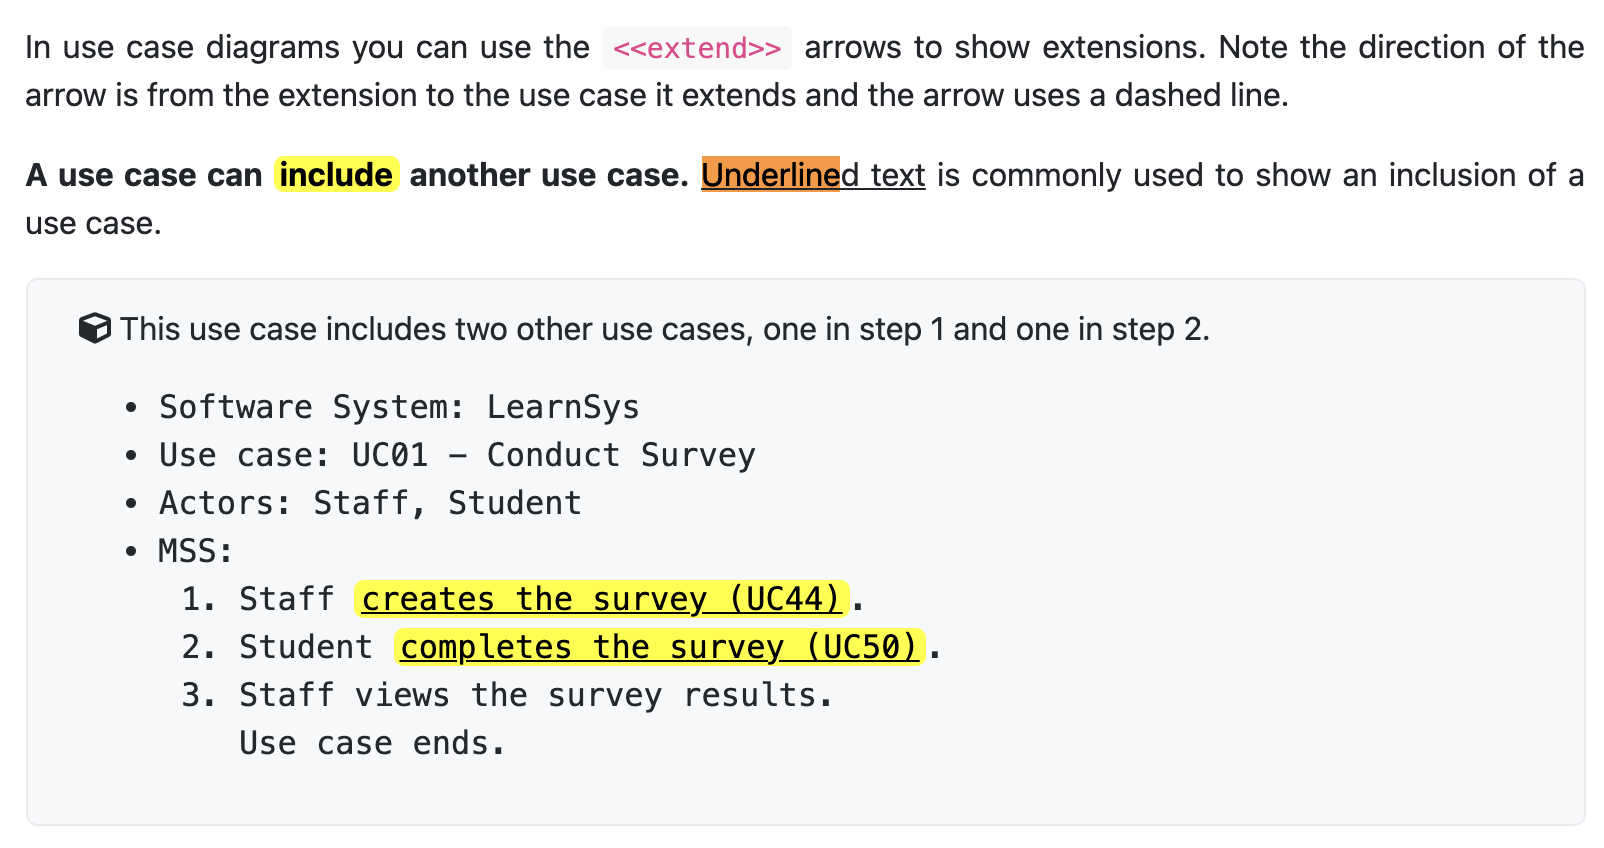 In use case diagrams you can use the <<extend>> arrows to show extensions. Note the direction of the
arrow is from the extension to the use case it extends and the arrow uses a dashed line.
A use case can include another use case. Underlined text is commonly used to show an inclusion of a
use case.
This use case includes two other use cases, one in step 1 and one in step 2.
• Software System: LearnSys
• Use case: UC01 – Conduct Survey
• Actors: Staff, Student
• MSS:
1. Staff creates the survey (UC44).
2. Student completes the survey (UC50).
3. Staff views the survey results.
Use case ends.